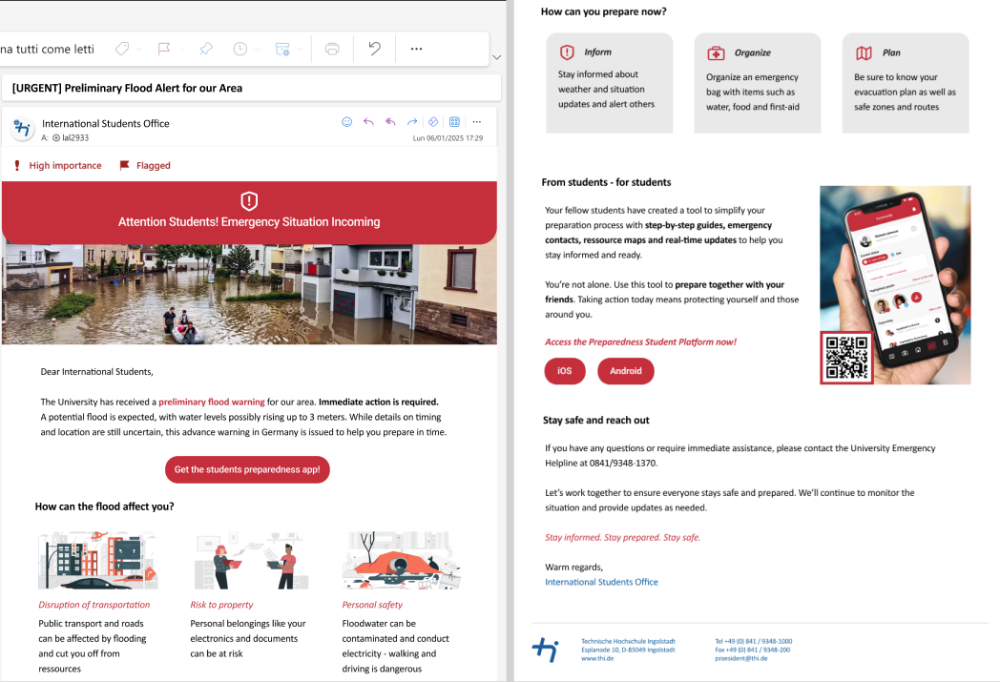 na tutti come letti
[URGENT] Preliminary Flood Alert for our Area
International Students Office
A: lal2933
Lun 06/01/2025 17:29
High importance
Flagged
Attention Students! Emergency Situation Incoming
Dear International Students,
The University has received a preliminary flood warning for our area. Immediate action is required.
A potential flood is expected, with water levels possibly rising up to 3 meters. While details on timing
and location are still uncertain, this advance warning in Germany is issued to help you prepare in time.
Get the students preparedness app!
How can the flood affect you?
Disruption of transportation
Public transport and roads
can be affected by flooding
and cut you off from
ressources
Risk to property
Personal belongings like your
electronics and documents
can be at risk
Personal safety
Floodwater can be
contaminated and conduct
electricity - walking and
driving is dangerous
How can you prepare now?
Inform
Stay informed about
weather and situation
updates and alert others
Organize
Organize an emergency
bag with items such as
water, food and first-aid
Plan
Be sure to know your
evacuation plan as well as
safe zones and routes
From students - for students
Your fellow students have created a tool to simplify your
preparation process with step-by-step guides, emergency
contacts, ressource maps and real-time updates to help you
stay informed and ready.
You're not alone. Use this tool to prepare together with your
friends. Taking action today means protecting yourself and those
around you.
Access the Preparedness Student Platform now!
iOS
Android
Community
Stay safe and reach out
If you have any questions or require immediate assistance, please contact the University Emergency
Helpline at 0841/9348-1370.
Let's work together to ensure everyone stays safe and prepared. We'll continue to monitor the
situation and provide updates as needed.
Stay informed. Stay prepared. Stay safe.
Warm regards,
International Students Office
Technische Hochschule Ingolstadt
Esplanade 10, D-85049 Ingolstadt
www.thi.de
Tel +49 (0) 841 / 9348-1000
Fax +49 (0) 841 / 9348-200
praesident@thi.de